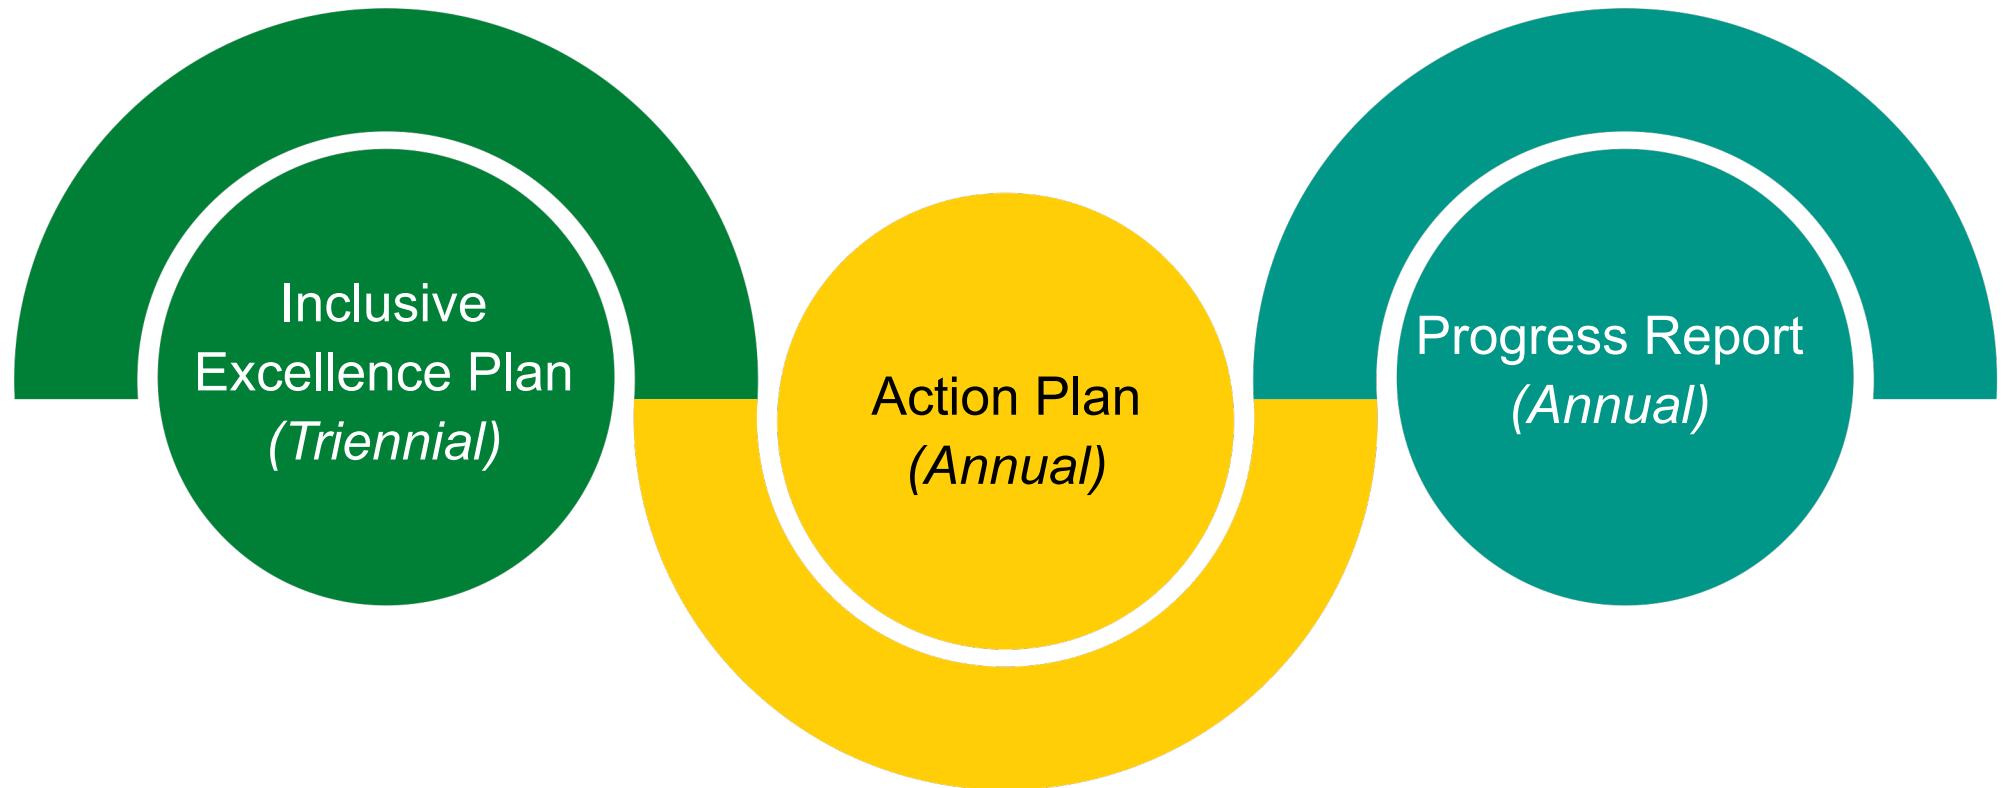 Inclusive
Excellence Plan
(Triennial)
Action Plan
(Annual)
Progress Report
(Annual)